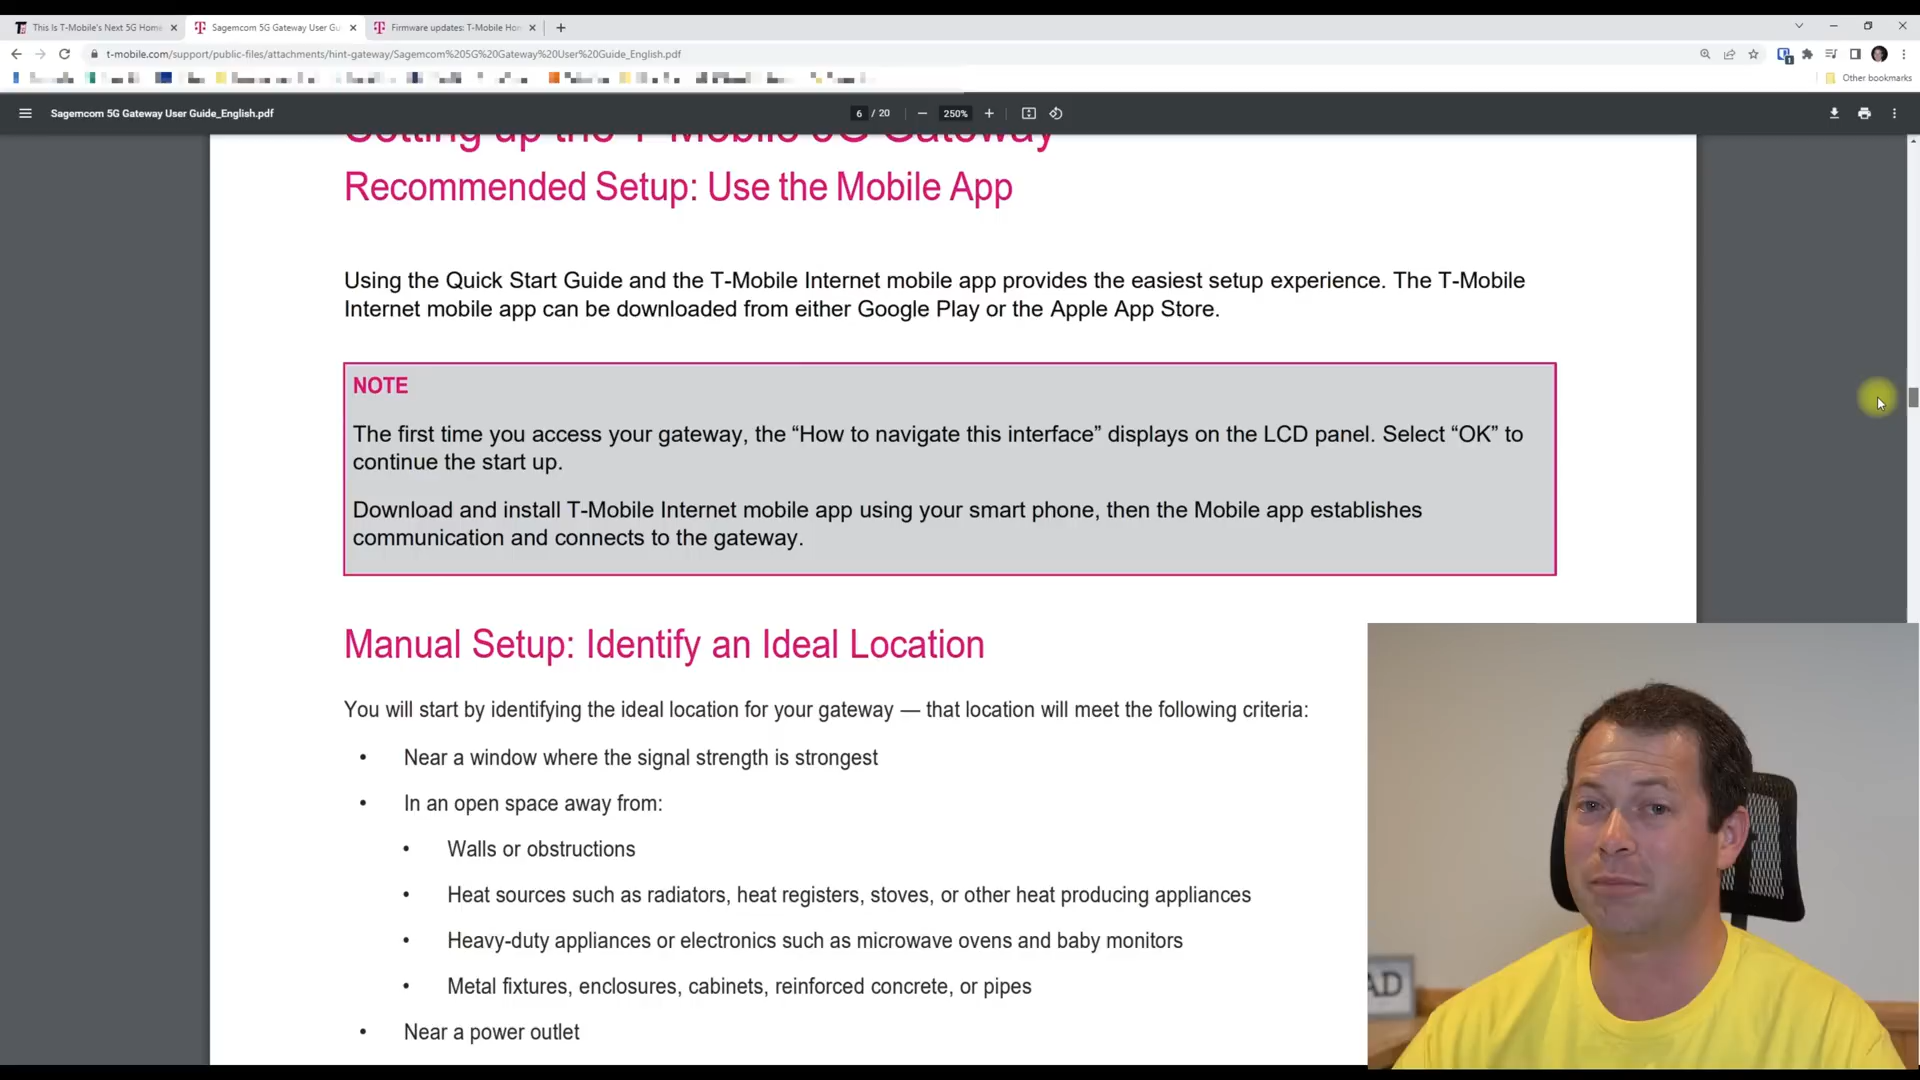 This Is T-Mobile's Next 5G Home
Sagemcom 5G Gateway User Gu
Firmware updates: T-Mobile Hom
t-mobile.com/support/public-files/attachments/hint-gateway/Sagemcom%205G%20Gateway%20User%20Guide_English.pdf
Other bookmarks
Sagemcom 5G Gateway User Guide_English.pdf
6 / 20
250%
Setting up the T-Mobile 5G Gateway
Recommended Setup: Use the Mobile App
Using the Quick Start Guide and the T-Mobile Internet mobile app provides the easiest setup experience. The T-Mobile
Internet mobile app can be downloaded from either Google Play or the Apple App Store.
NOTE
The first time you access your gateway, the “How to navigate this interface” displays on the LCD panel. Select “OK” to
continue the start up.
Download and install T-Mobile Internet mobile app using your smart phone, then the Mobile app establishes
communication and connects to the gateway.
Manual Setup: Identify an Ideal Location
You will start by identifying the ideal location for your gateway — that location will meet the following criteria:
• Near a window where the signal strength is strongest
• In an open space away from:
• Walls or obstructions
• Heat sources such as radiators, heat registers, stoves, or other heat producing appliances
• Heavy-duty appliances or electronics such as microwave ovens and baby monitors
• Metal fixtures, enclosures, cabinets, reinforced concrete, or pipes
• Near a power outlet
AD